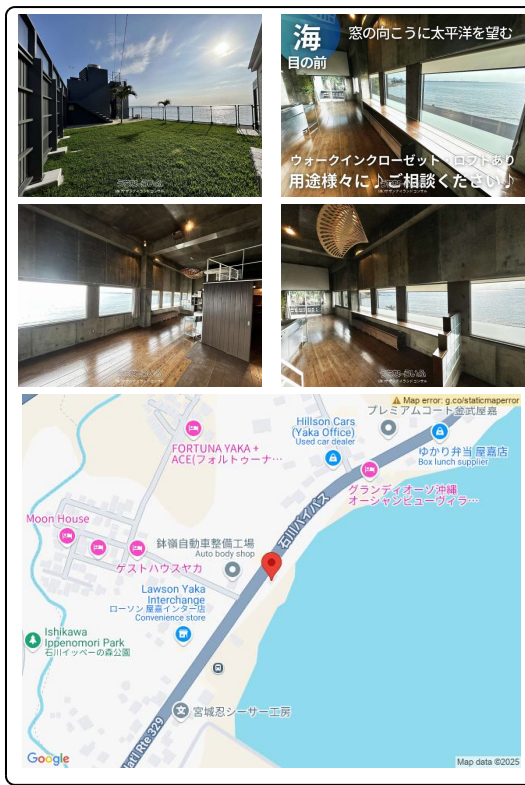 海
目の前
窓の向こうに太平洋を望む
ウォークインクローゼット ロフトあり
用途様々に♪ご相談ください♪
Map error: g.co/staticmaperror
プレミアムコート金武屋嘉
Hillson Cars
(Yaka Office)
Used car dealer
ゆかり弁当 屋嘉店
Box lunch supplier
FORTUNA YAKA +
ACE(フォルトゥーナ…
グランディオーソ沖縄
オーシャンビューヴィラ…
石川バイパス
Moon House
鉢嶺自動車整備工場
Auto body shop
ゲストハウスヤカ
Lawson Yaka
Interchange
ローソン 屋嘉インター店
Convenience store
Ishikawa
Ippenomori Park
石川イッペーの森公園
宮城忍シーサー工房
Nat'l Rte 329
Google
Map data ©2025